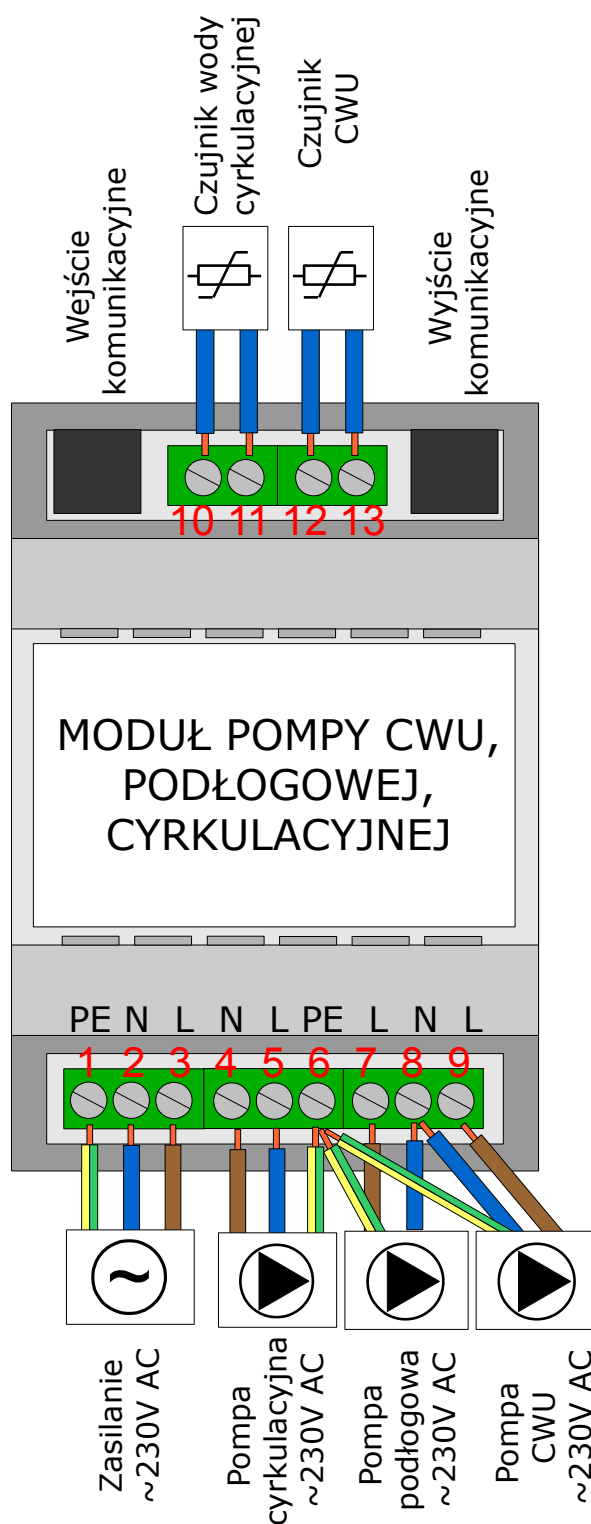 Wejście
komunikacyjne
Czujnik wody
cyrkulacyjnej
Czujnik
CWU
Wyjście
komunikacyjne
10 11 12 13
MODUŁ POMPY CWU,
PODŁOGOWEJ,
CYRKULACYJNEJ
PE N L N L PE L N L
1 2 3 4 5 6 7 8 9
~
Zasilanie
~230V AC
Pompa
cyrkulacyjna
~230V AC
Pompa
podłogowa
~230V AC
Pompa
CWU
~230V AC